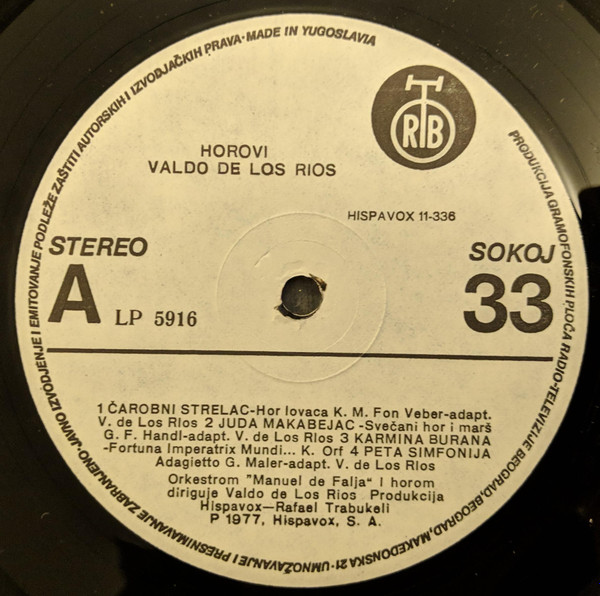 PRODUKCIJA GRAMOFONSKIH PLOČA RADIO-TELEVIZIJE BEOGRAD, BEOGRAD, MAKEDONSKA 21 · UMNOŽAVANJE I PRESNIMAVANJE ZABRANJENO · JAVNO IZVODJENJE I EMITOVANJE PODLEŽE ZAŠTITI AUTORSKIH I IZVODJAČKIH PRAVA · MADE IN YUGOSLAVIA
RTB
HOROVI
VALDO DE LOS RIOS
HISPAVOX 11-336
STEREO
SOKOJ
A
LP 5916
33
1 ČAROBNI STRELAC-Hor lovaca K. M. Fon Veber-adapt.
V. de Los Rios 2 JUDA MAKABEJAC -Svečani hor i marš
G. F. Handl-adapt. V. de Los Rios 3 KARMINA BURANA
-Fortuna Imperatrix Mundi... K. Orf 4 PETA SIMFONIJA
Adagietto G. Maler-adapt. V. de Los Rios
Orkestrom "Manuel de Falja" i horom
diriguje Valdo de Los Rios Produkcija
Hispavox—Rafael Trabukeli
P 1977, Hispavox, S. A.